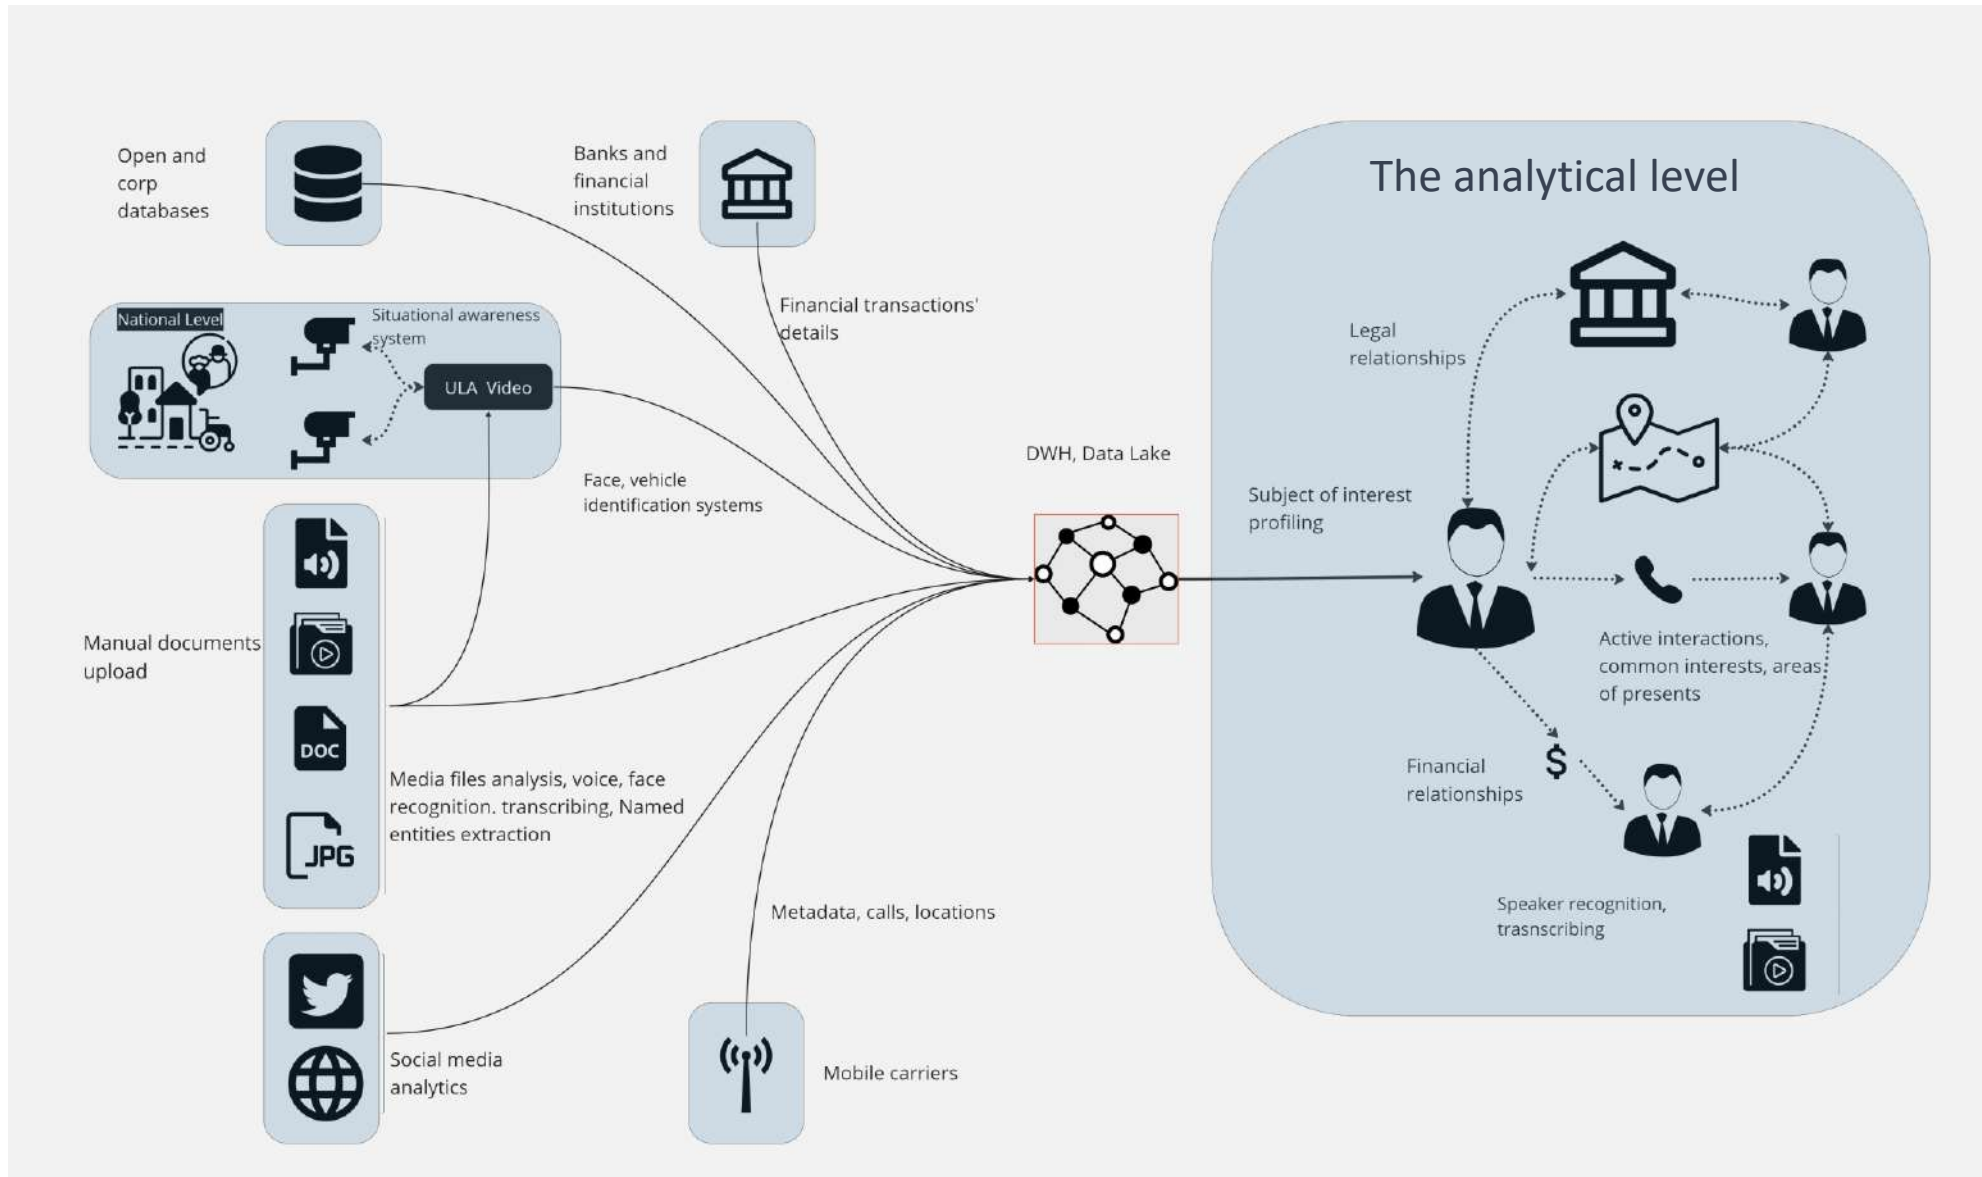 Open and
corp
databases
Banks and
financial
institutions
The analytical level
National Level
Situational awareness
system
ULA Video
Financial transactions'
details
Legal
relationships
Face, vehicle
identification systems
DWH, Data Lake
Subject of interest
profiling
Manual documents
upload
DOC
JPG
Media files analysis, voice, face
recognition. transcribing, Named
entities extraction
Active interactions,
common interests, areas
of presents
Financial
relationships
$
Metadata, calls, locations
Speaker recognition,
trasnscribing
Social media
analytics
Mobile carriers